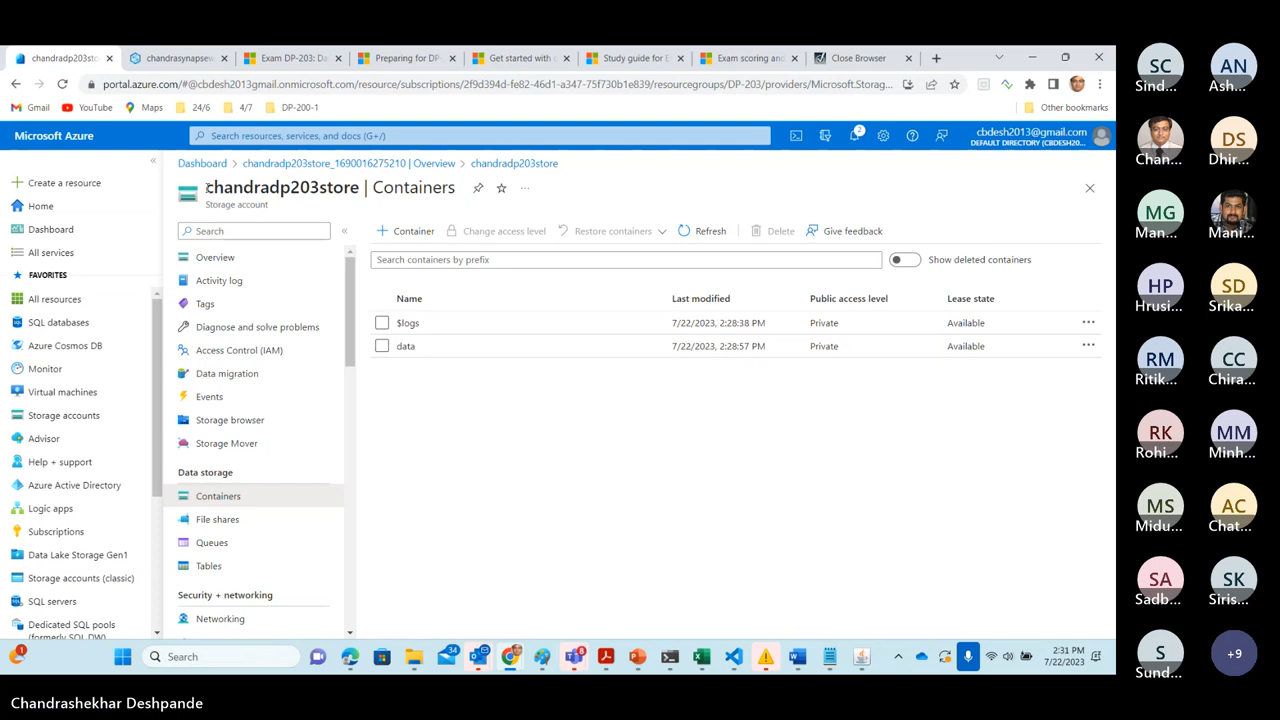 chandradp203store
chandrasynapsew
Exam DP-203: Da
Preparing for DP
Get started with c
Study guide for E
Exam scoring and
Close Browser
portal.azure.com/#@cbdesh2013gmail.onmicrosoft.com/resource/subscriptions/2f9d394d-fe82-46d1-a347-75f730b1e839/resourcegroups/DP-203/providers/Microsoft.Storag...
Gmail
YouTube
Maps
24/6
4/7
DP-200-1
Other bookmarks
Microsoft Azure
Search resources, services, and docs (G+/)
2
cbdesh2013@gmail.com
DEFAULT DIRECTORY (CBDESH20...
Create a resource
Home
Dashboard
All services
FAVORITES
All resources
SQL databases
Azure Cosmos DB
Monitor
Virtual machines
Storage accounts
Advisor
Help + support
Azure Active Directory
Logic apps
Subscriptions
Data Lake Storage Gen1
Storage accounts (classic)
SQL servers
Dedicated SQL pools
(formerly SQL DW)
Dashboard > chandradp203store_1690016275210 | Overview > chandradp203store
chandradp203store | Containers
Storage account
Search
Overview
Activity log
Tags
Diagnose and solve problems
Access Control (IAM)
Data migration
Events
Storage browser
Storage Mover
Data storage
Containers
File shares
Queues
Tables
Security + networking
Networking
Container
Change access level
Restore containers
Refresh
Delete
Give feedback
Search containers by prefix
Show deleted containers
Name Last modified Public access level Lease state
$logs 7/22/2023, 2:28:38 PM Private Available
data 7/22/2023, 2:28:57 PM Private Available
1
Search
34
8
2:31 PM
7/22/2023
Chandrashekhar Deshpande
SC
Sind...
AN
Ash...
Chan...
DS
Dhir...
MG
Man...
Mani...
HP
Hrusi...
SD
Srika...
RM
Ritik...
CC
Chira...
RK
Rohi...
MM
Minh...
MS
Midu...
AC
Chat...
SA
Sadb...
SK
Siris...
S
Sund...
+9